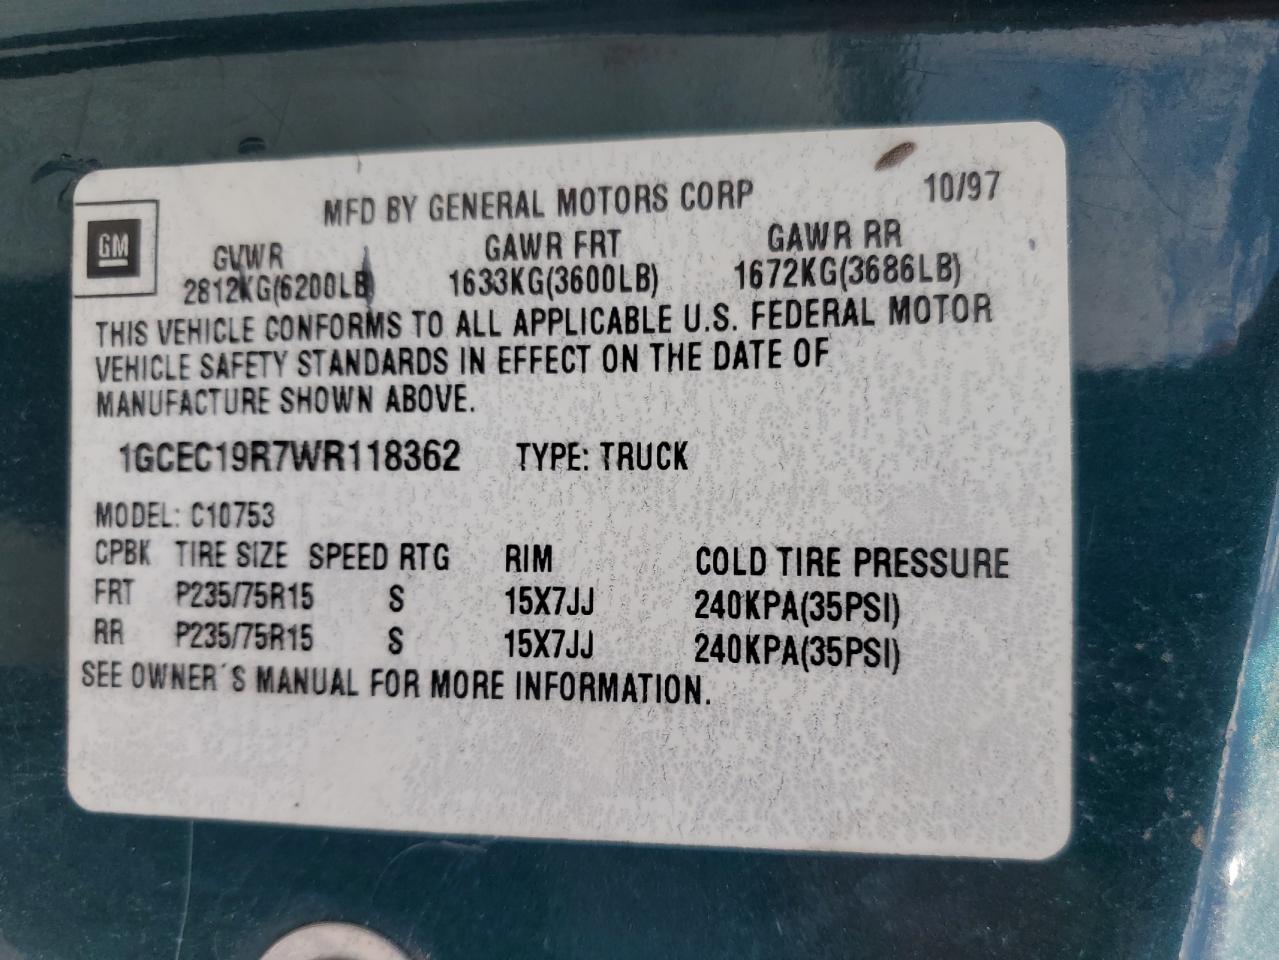 MFD BY GENERAL MOTORS CORP 10/97
GM
GVWR GAWR FRT GAWR RR
2812KG(6200LB) 1633KG(3600LB) 1672KG(3686LB)
THIS VEHICLE CONFORMS TO ALL APPLICABLE U.S. FEDERAL MOTOR
VEHICLE SAFETY STANDARDS IN EFFECT ON THE DATE OF
MANUFACTURE SHOWN ABOVE.
1GCEC19R7WR118362 TYPE: TRUCK
MODEL: C10753
CPBK TIRE SIZE SPEED RTG RIM COLD TIRE PRESSURE
FRT P235/75R15 S 15X7JJ 240KPA(35PSI)
RR P235/75R15 S 15X7JJ 240KPA(35PSI)
SEE OWNER´S MANUAL FOR MORE INFORMATION.